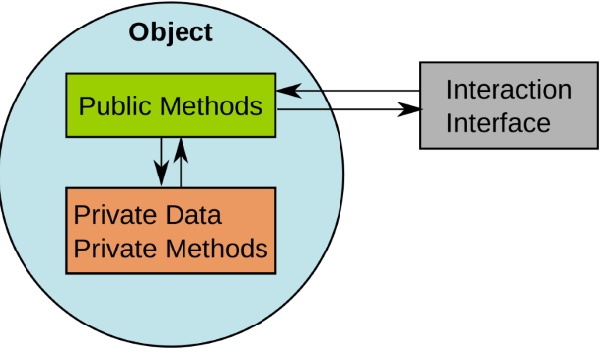 Object
Public Methods
Interaction
Interface
Private Data
Private Methods